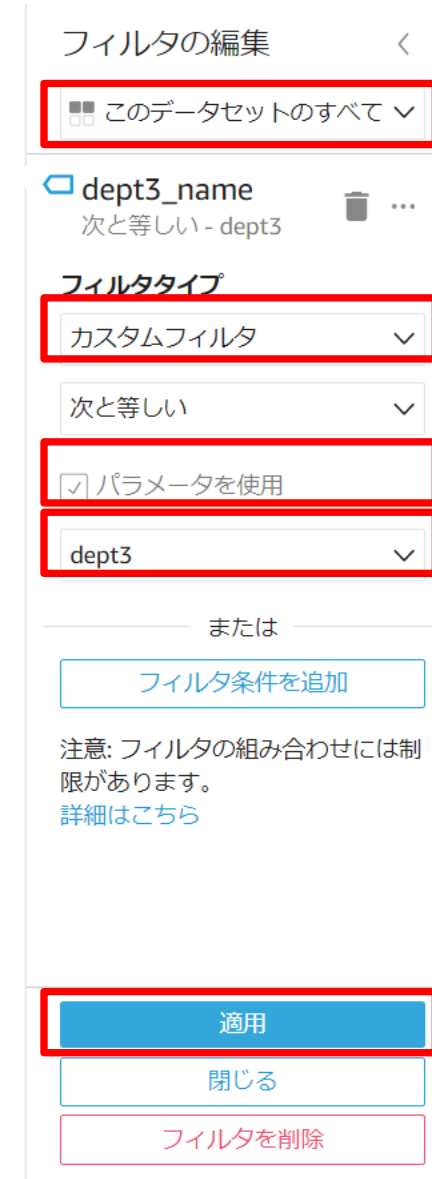 フィルタの編集
このデータセットのすべて
dept3_name
次と等しい - dept3
フィルタタイプ
カスタムフィルタ
次と等しい
パラメータを使用
dept3
または
フィルタ条件を追加
注意: フィルタの組み合わせには制
限があります。
詳細はこちら
適用
閉じる
フィルタを削除